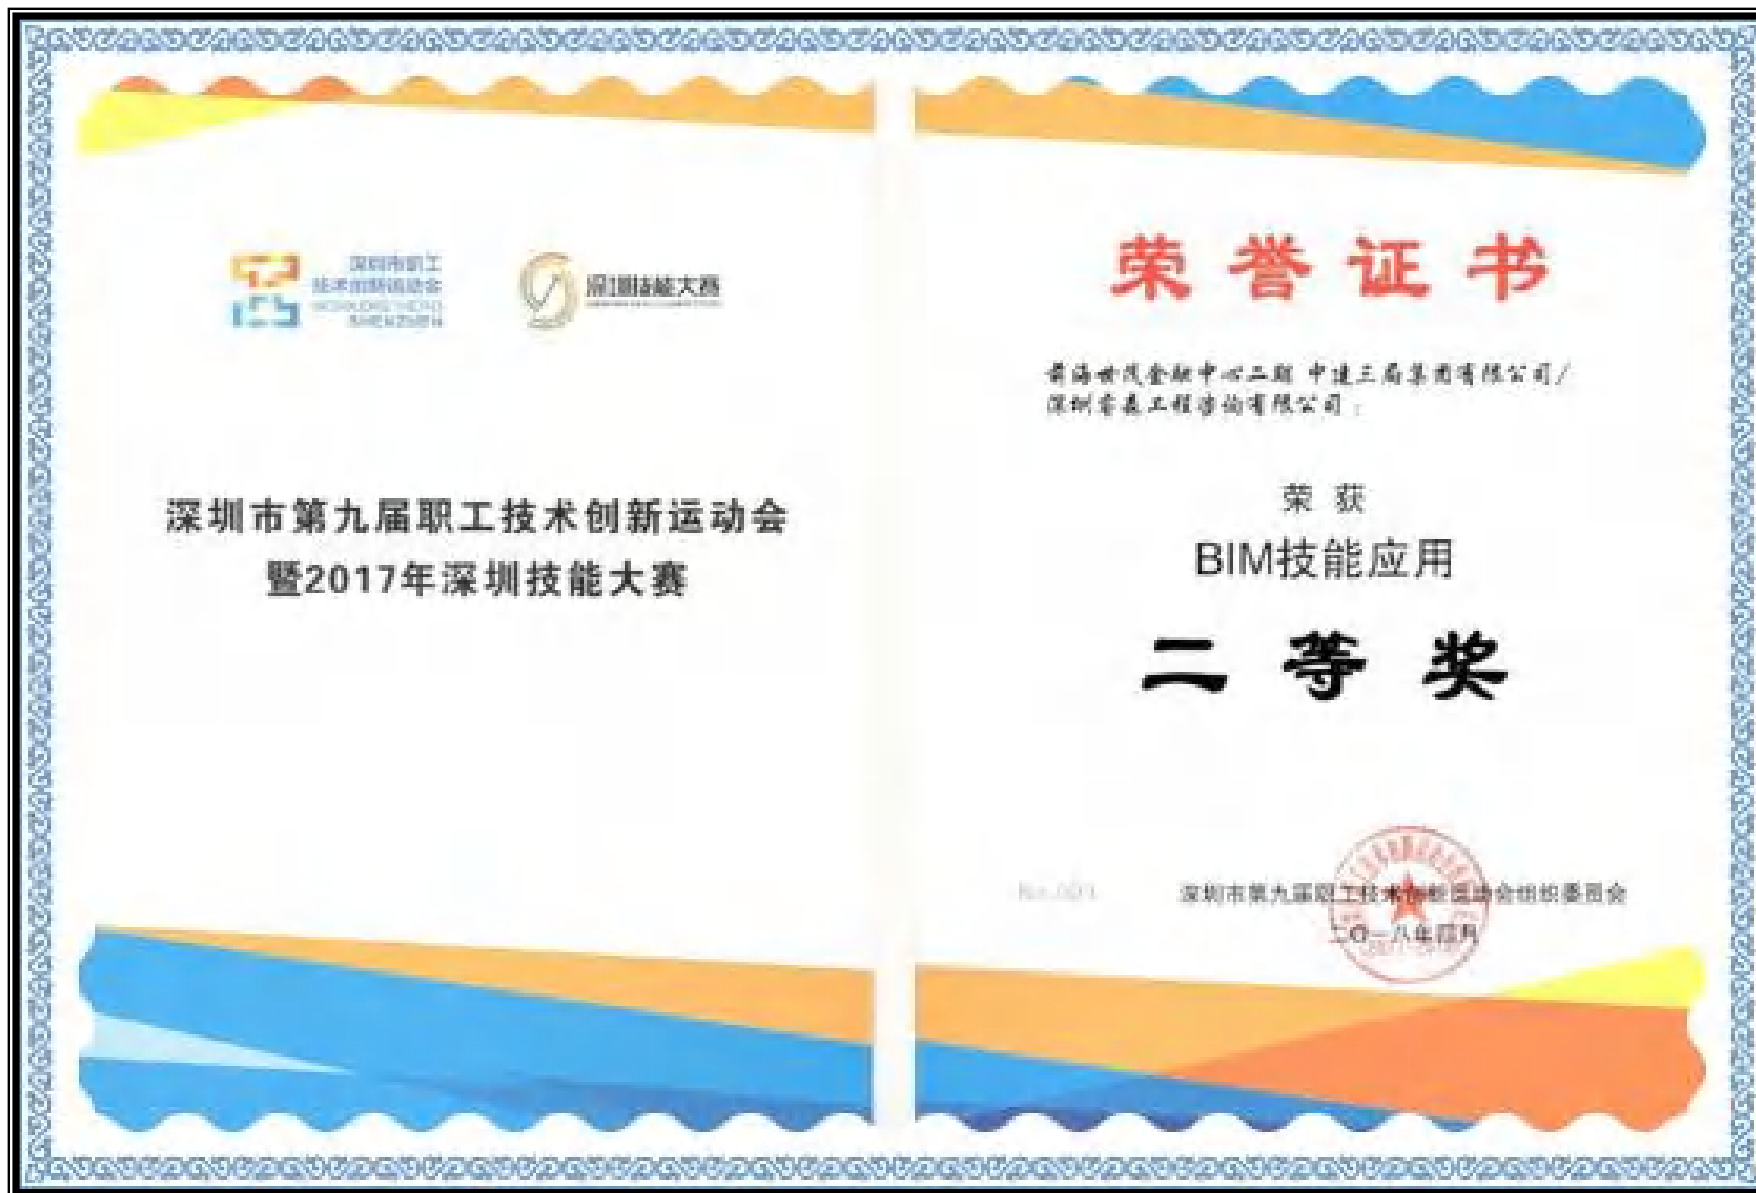 深圳市职工
技术创新运动会
SHENZHEN
深圳技能大赛
深圳市第九届职工技术创新运动会
暨2017年深圳技能大赛
荣誉证书
前海世茂金融中心二期 中建三局集团有限公司/
深圳睿嘉工程咨询有限公司:
荣获
BIM技能应用
二等奖
深圳市第九届职工技术创新运动会组织委员会
二〇一八年四月